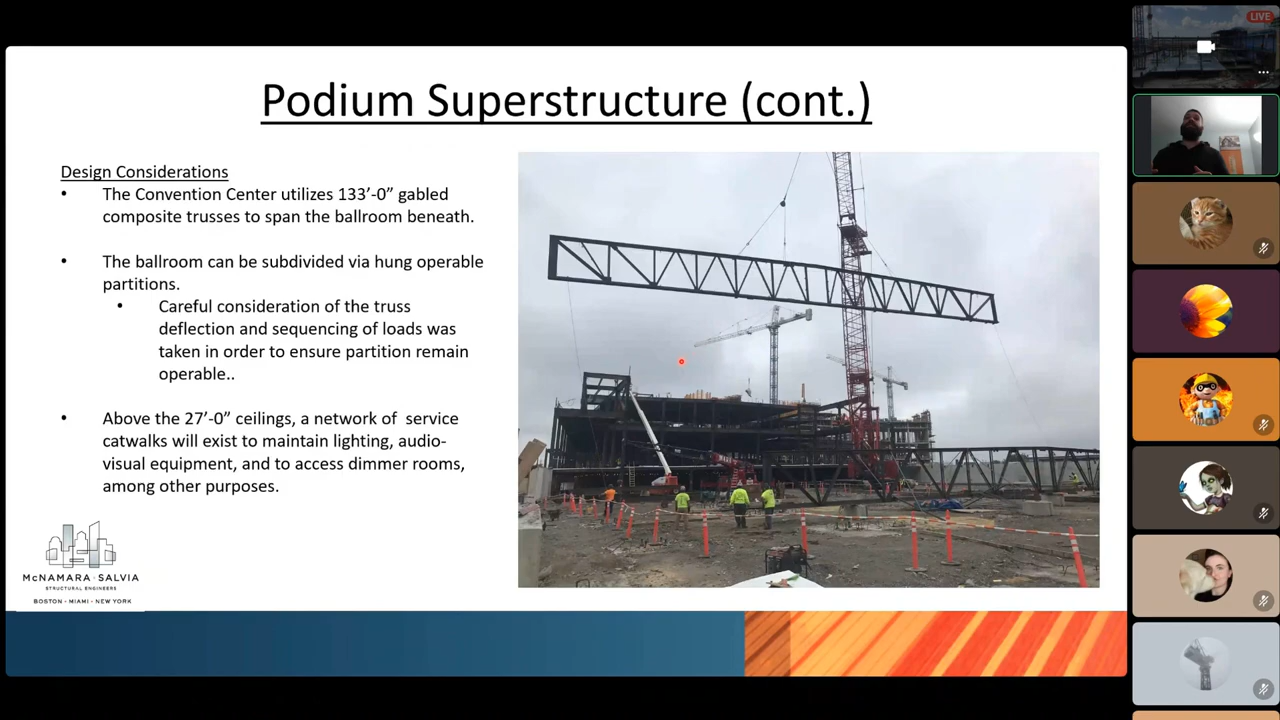 LIVE
Podium Superstructure (cont.)
Design Considerations
• The Convention Center utilizes 133’-0” gabled
composite trusses to span the ballroom beneath.
• The ballroom can be subdivided via hung operable
partitions.
• Careful consideration of the truss
deflection and sequencing of loads was
taken in order to ensure partition remain
operable..
• Above the 27’-0” ceilings, a network of service
catwalks will exist to maintain lighting, audio-
visual equipment, and to access dimmer rooms,
among other purposes.
McNAMARA · SALVIA
STRUCTURAL ENGINEERS
BOSTON - MIAMI - NEW YORK